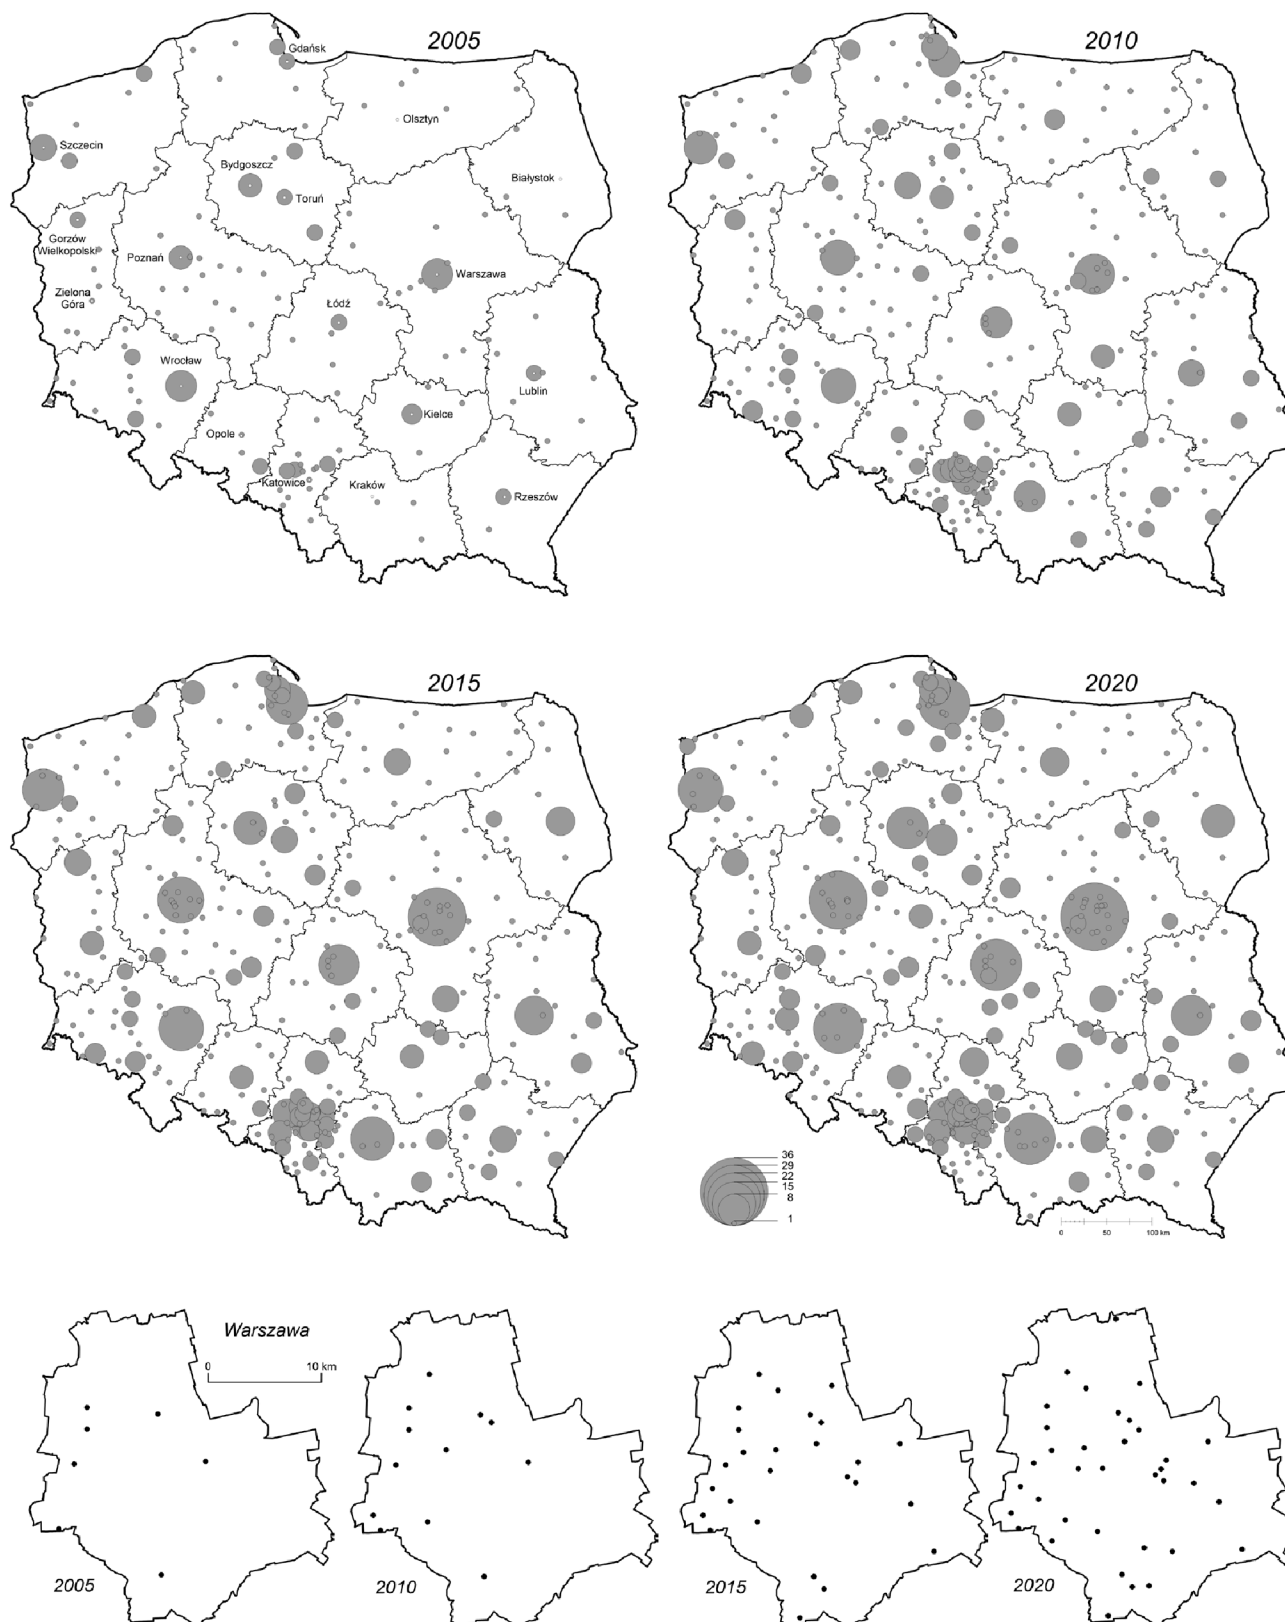 2005
Gdańsk
Olsztyn
Szczecin
Bydgoszcz
Toruń
Białystok
Gorzów
Wielkopolski
Poznań
Warszawa
Zielona
Góra
Łódź
Wrocław
Lublin
Opole
Kielce
Katowice
Kraków
Rzeszów
2010
2015
2020
36
29
22
15
8
1
0 50 100 km
Warszawa
0 10 km
2005
2010
2015
2020